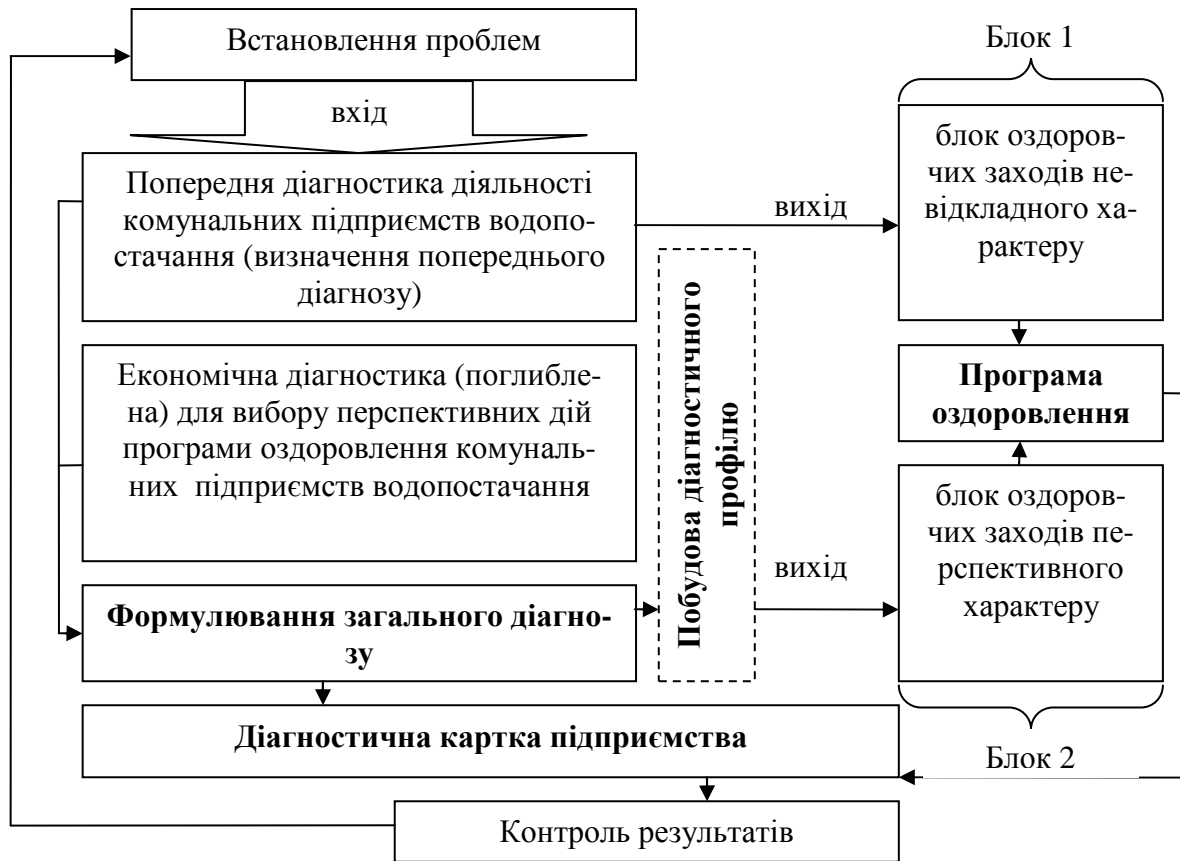 Встановлення проблем
Блок 1
вхід
Попередня діагностика діяльності
комунальних підприємств водопо-
стачання (визначення попереднього
діагнозу)
вихід
блок оздоров-
чих заходів не-
відкладного ха-
рактеру
Економічна діагностика (поглибле-
на) для вибору перспективних дій
програми оздоровлення комуналь-
них підприємств водопостачання
Побудова діагностичного
профілю
Програма
оздоровлення
вихід
блок оздоров-
чих заходів пе-
рспективного
характеру
Формулювання загального діагно-
зу
Діагностична картка підприємства
Блок 2
Контроль результатів